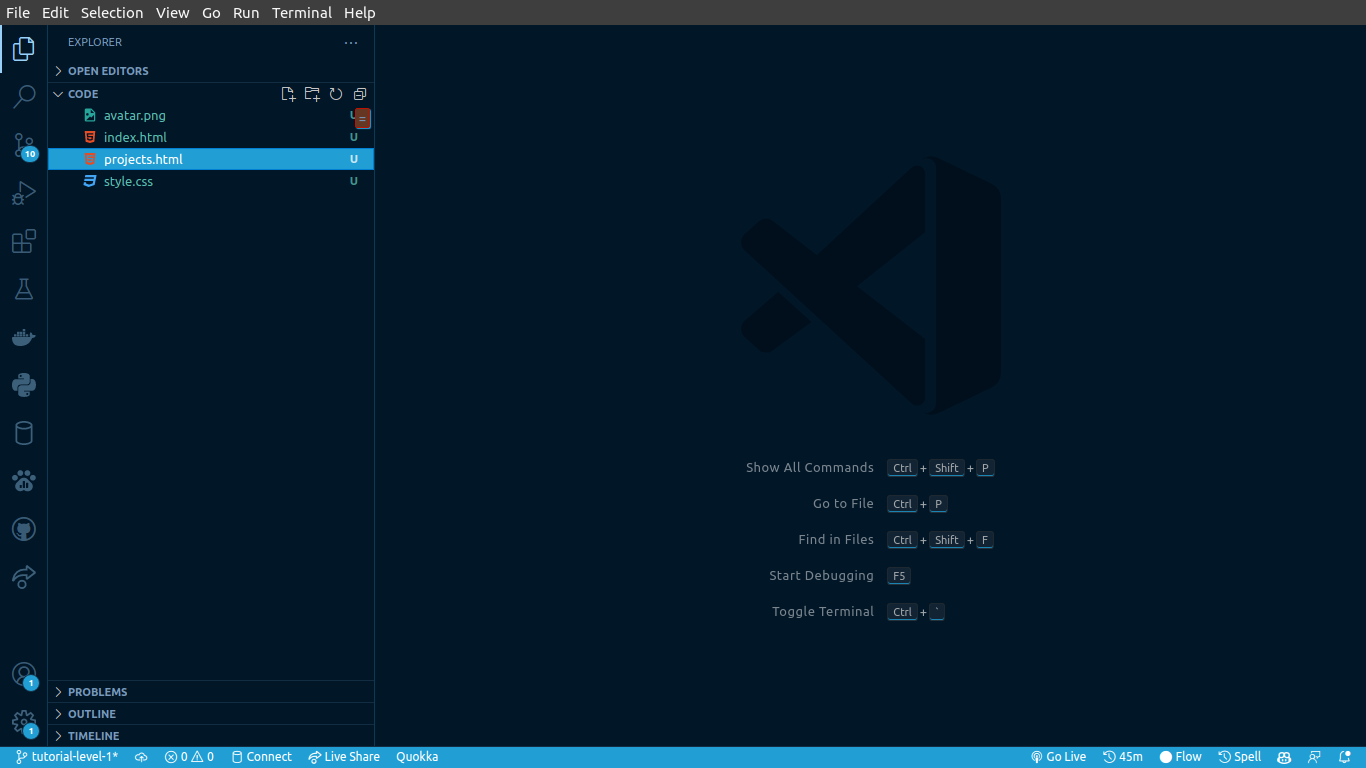 File Edit Selection View Go Run Terminal Help
EXPLORER
OPEN EDITORS
CODE
avatar.png U
=
index.html U
projects.html U
style.css U
10
Show All Commands Ctrl + Shift + P
Go to File Ctrl + P
Find in Files Ctrl + Shift + F
Start Debugging F5
Toggle Terminal Ctrl + `
1
1
PROBLEMS
OUTLINE
TIMELINE
tutorial-level-1* 0 0 Connect Live Share Quokka Go Live 45m Flow Spell